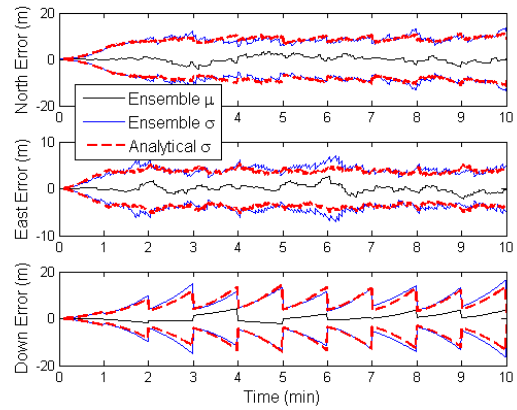 20
0
-20
North Error (m)
0 1 2 3 4 5 6 7 8 9 10
Ensemble μ
Ensemble σ
Analytical σ
10
0
-10
East Error (m)
0 1 2 3 4 5 6 7 8 9 10
20
0
-20
Down Error (m)
0 1 2 3 4 5 6 7 8 9 10
Time (min)